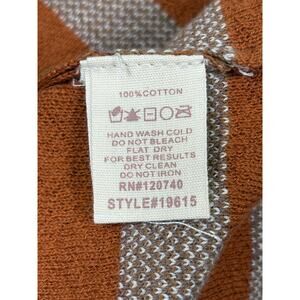 100%COTTON
HAND WASH COLD
DO NOT BLEACH
FLAT DRY
FOR BEST RESULTS
DRY CLEAN
DO NOT IRON
RN#120740
STYLE#19615